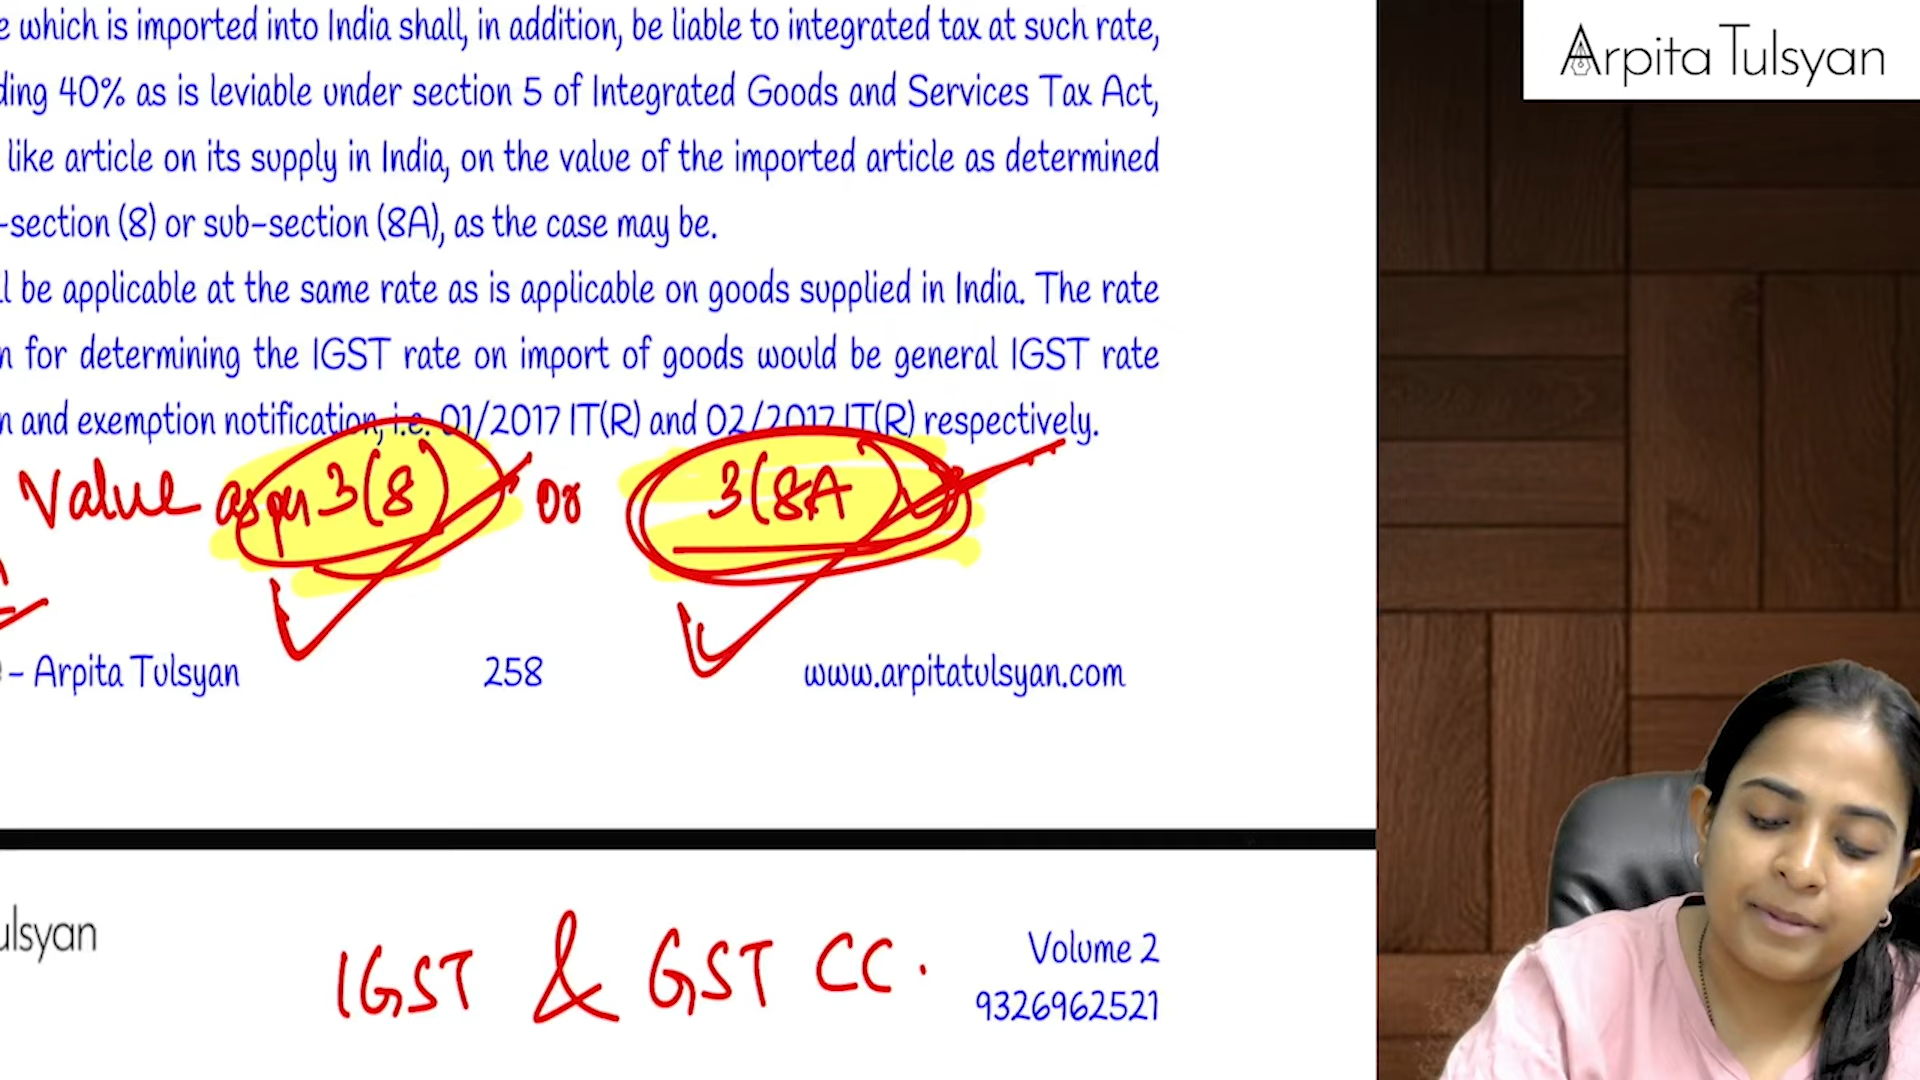 Arpita Tulsyan
which is imported into India shall, in addition, be liable to integrated tax at such rate,
40% as is leviable under section 5 of Integrated Goods and Services Tax Act,
like article on its supply in India, on the value of the imported article as determined
-section (8) or sub-section (8A), as the case may be.
be applicable at the same rate as is applicable on goods supplied in India. The rate
for determining the IGST rate on import of goods would be general IGST rate
and exemption notification, i.e. 01/2017 IT(R) and 02/2017 IT(R) respectively.
Value as per 3(8) or 3(8A)
- Arpita Tulsyan 258 www.arpitatulsyan.com
IGST & GST CC.
Volume 2
9326962521